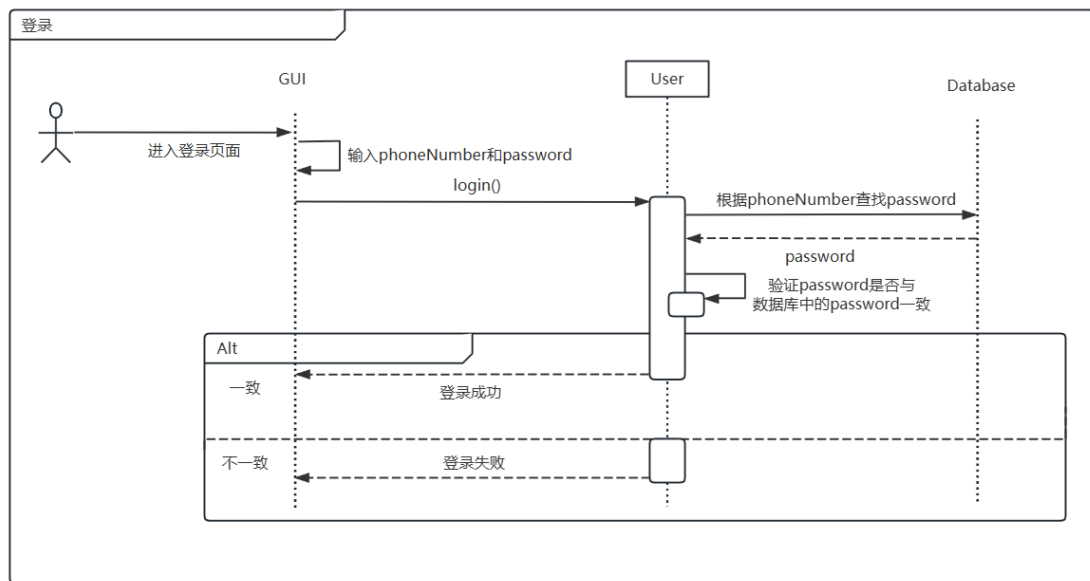 登录
GUI
User
Database
进入登录页面
输入phoneNumber和password
login()
根据phoneNumber查找password
password
验证password是否与
数据库中的password一致
Alt
一致
登录成功
不一致
登录失败